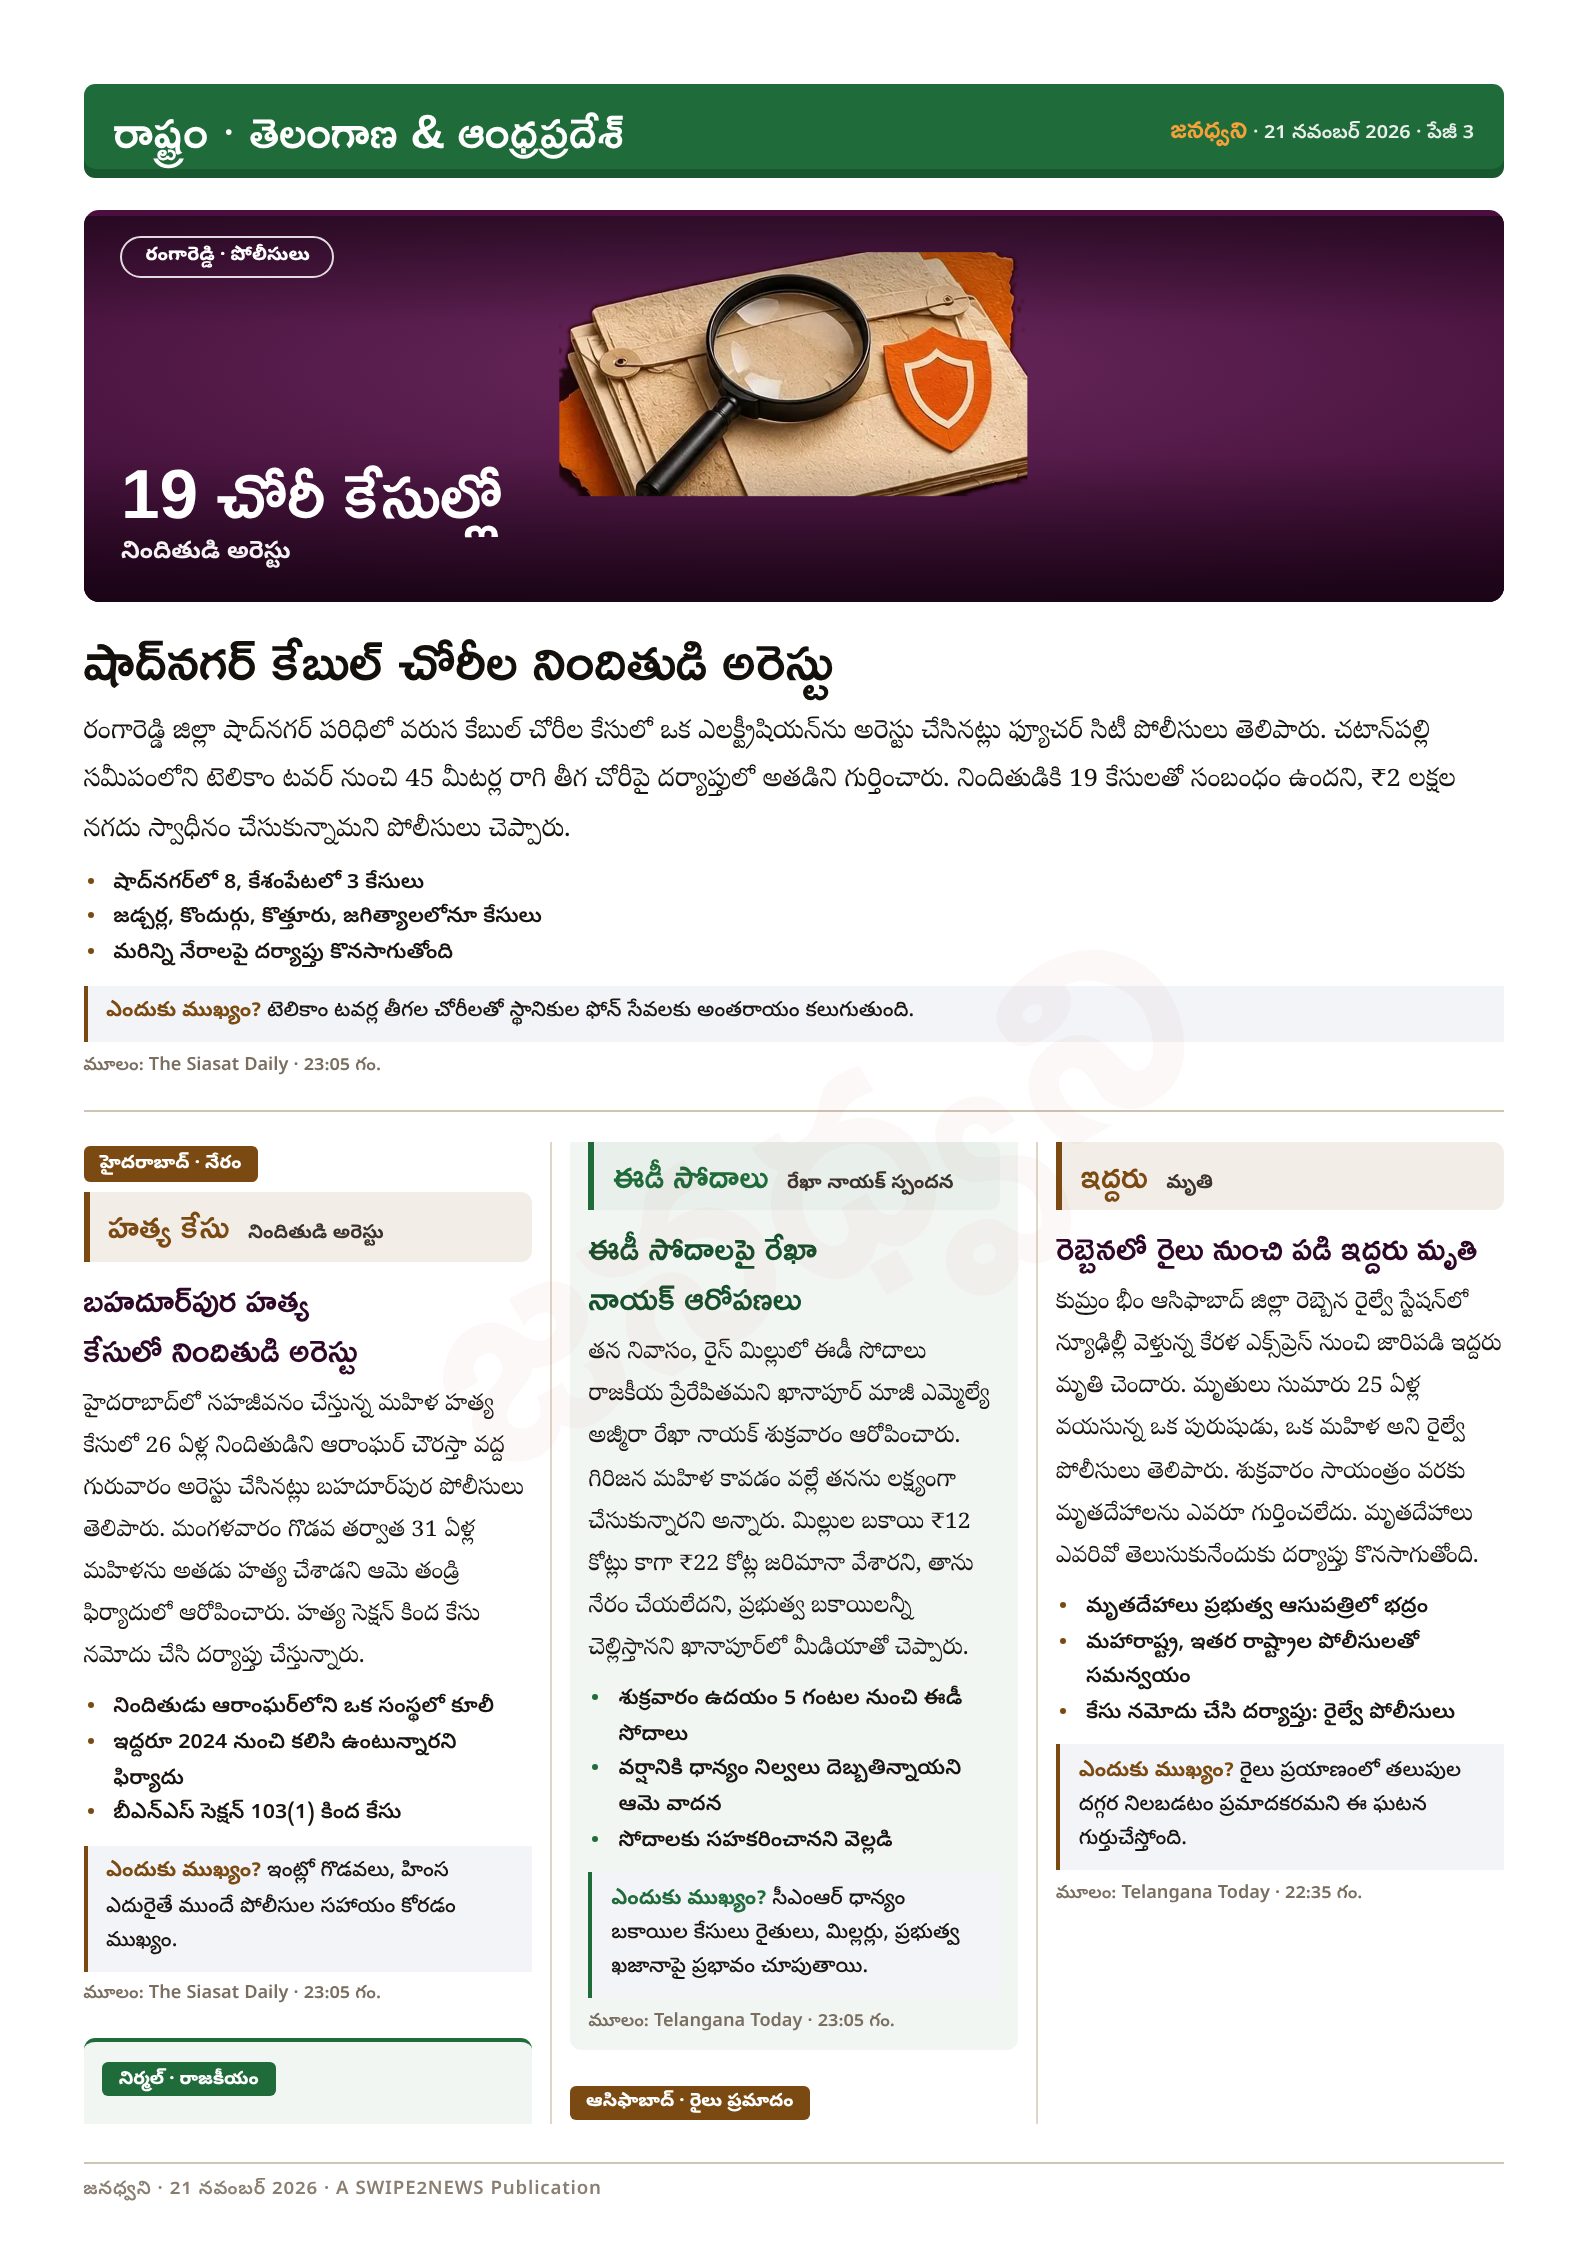 రాష్ట్రం · తెలంగాణ & ఆంధ్రప్రదేశ్
జనధ్వని · 21 నవంబర్ 2026 · పేజీ 3
రంగారెడ్డి · పోలీసులు
19 చోరీ కేసుల్లో
నిందితుడి అరెస్టు
షాద్‌నగర్ కేబుల్ చోరీల నిందితుడి అరెస్టు
రంగారెడ్డి జిల్లా షాద్‌నగర్ పరిధిలో వరుస కేబుల్ చోరీల కేసులో ఒక ఎలక్ట్రీషియన్‌ను అరెస్టు చేసినట్లు ఫ్యూచర్ సిటీ పోలీసులు తెలిపారు. చటాన్‌పల్లి
సమీపంలోని టెలికాం టవర్ నుంచి 45 మీటర్ల రాగి తీగ చోరీపై దర్యాప్తులో అతడిని గుర్తించారు. నిందితుడికి 19 కేసులతో సంబంధం ఉందని, ₹2 లక్షల
నగదు స్వాధీనం చేసుకున్నామని పోలీసులు చెప్పారు.
• షాద్‌నగర్‌లో 8, కేశంపేటలో 3 కేసులు
• జడ్చర్ల, కొందుర్గు, కొత్తూరు, జగిత్యాలలోనూ కేసులు
• మరిన్ని నేరాలపై దర్యాప్తు కొనసాగుతోంది
ఎందుకు ముఖ్యం? టెలికాం టవర్ల తీగల చోరీలతో స్థానికుల ఫోన్ సేవలకు అంతరాయం కలుగుతుంది.
మూలం: The Siasat Daily · 23:05 గం.
హైదరాబాద్ · నేరం
హత్య కేసు నిందితుడి అరెస్టు
బహదూర్‌పుర హత్య
కేసులో నిందితుడి అరెస్టు
హైదరాబాద్‌లో సహజీవనం చేస్తున్న మహిళ హత్య
కేసులో 26 ఏళ్ల నిందితుడిని ఆరాంఘర్ చౌరస్తా వద్ద
గురువారం అరెస్టు చేసినట్లు బహదూర్‌పుర పోలీసులు
తెలిపారు. మంగళవారం గొడవ తర్వాత 31 ఏళ్ల
మహిళను అతడు హత్య చేశాడని ఆమె తండ్రి
ఫిర్యాదులో ఆరోపించారు. హత్య సెక్షన్ కింద కేసు
నమోదు చేసి దర్యాప్తు చేస్తున్నారు.
• నిందితుడు ఆరాంఘర్‌లోని ఒక సంస్థలో కూలీ
• ఇద్దరూ 2024 నుంచి కలిసి ఉంటున్నారని
ఫిర్యాదు
• బీఎన్ఎస్ సెక్షన్ 103(1) కింద కేసు
ఎందుకు ముఖ్యం? ఇంట్లో గొడవలు, హింస
ఎదురైతే ముందే పోలీసుల సహాయం కోరడం
ముఖ్యం.
మూలం: The Siasat Daily · 23:05 గం.
నిర్మల్ · రాజకీయం
ఈడీ సోదాలు రేఖా నాయక్ స్పందన
ఈడీ సోదాలపై రేఖా
నాయక్ ఆరోపణలు
తన నివాసం, రైస్ మిల్లులో ఈడీ సోదాలు
రాజకీయ ప్రేరేపితమని ఖానాపూర్ మాజీ ఎమ్మెల్యే
అజ్మీరా రేఖా నాయక్ శుక్రవారం ఆరోపించారు.
గిరిజన మహిళ కావడం వల్లే తనను లక్ష్యంగా
చేసుకున్నారని అన్నారు. మిల్లుల బకాయి ₹12
కోట్లు కాగా ₹22 కోట్ల జరిమానా వేశారని, తాను
నేరం చేయలేదని, ప్రభుత్వ బకాయిలన్నీ
చెల్లిస్తానని ఖానాపూర్‌లో మీడియాతో చెప్పారు.
• శుక్రవారం ఉదయం 5 గంటల నుంచి ఈడీ
సోదాలు
• వర్షానికి ధాన్యం నిల్వలు దెబ్బతిన్నాయని
ఆమె వాదన
• సోదాలకు సహకరించానని వెల్లడి
ఎందుకు ముఖ్యం? సీఎంఆర్ ధాన్యం
బకాయిల కేసులు రైతులు, మిల్లర్లు, ప్రభుత్వ
ఖజానాపై ప్రభావం చూపుతాయి.
మూలం: Telangana Today · 23:05 గం.
ఆసిఫాబాద్ · రైలు ప్రమాదం
ఇద్దరు మృతి
రెబ్బెనలో రైలు నుంచి పడి ఇద్దరు మృతి
కుమ్రం భీం ఆసిఫాబాద్ జిల్లా రెబ్బెన రైల్వే స్టేషన్‌లో
న్యూఢిల్లీ వెళ్తున్న కేరళ ఎక్స్‌ప్రెస్ నుంచి జారిపడి ఇద్దరు
మృతి చెందారు. మృతులు సుమారు 25 ఏళ్ల
వయసున్న ఒక పురుషుడు, ఒక మహిళ అని రైల్వే
పోలీసులు తెలిపారు. శుక్రవారం సాయంత్రం వరకు
మృతదేహాలను ఎవరూ గుర్తించలేదు. మృతదేహాలు
ఎవరివో తెలుసుకునేందుకు దర్యాప్తు కొనసాగుతోంది.
• మృతదేహాలు ప్రభుత్వ ఆసుపత్రిలో భద్రం
• మహారాష్ట్ర, ఇతర రాష్ట్రాల పోలీసులతో
సమన్వయం
• కేసు నమోదు చేసి దర్యాప్తు: రైల్వే పోలీసులు
ఎందుకు ముఖ్యం? రైలు ప్రయాణంలో తలుపుల
దగ్గర నిలబడటం ప్రమాదకరమని ఈ ఘటన
గుర్తుచేస్తోంది.
మూలం: Telangana Today · 22:35 గం.
జనధ్వని
జనధ్వని · 21 నవంబర్ 2026 · A SWIPE2NEWS Publication